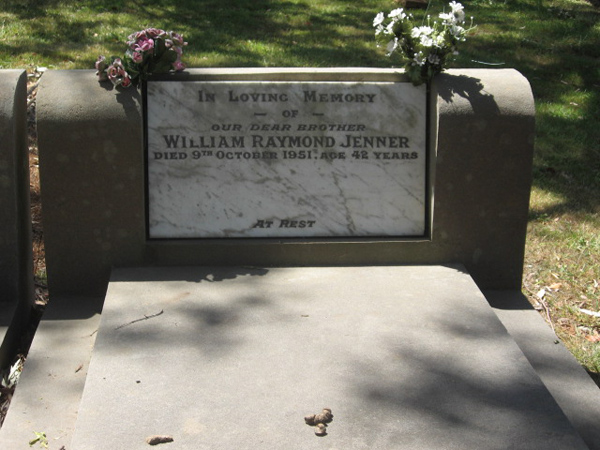 In Loving Memory
— OF —
OUR DEAR BROTHER
WILLIAM RAYMOND JENNER
DIED 9TH OCTOBER 1951. AGE 42 YEARS
AT REST